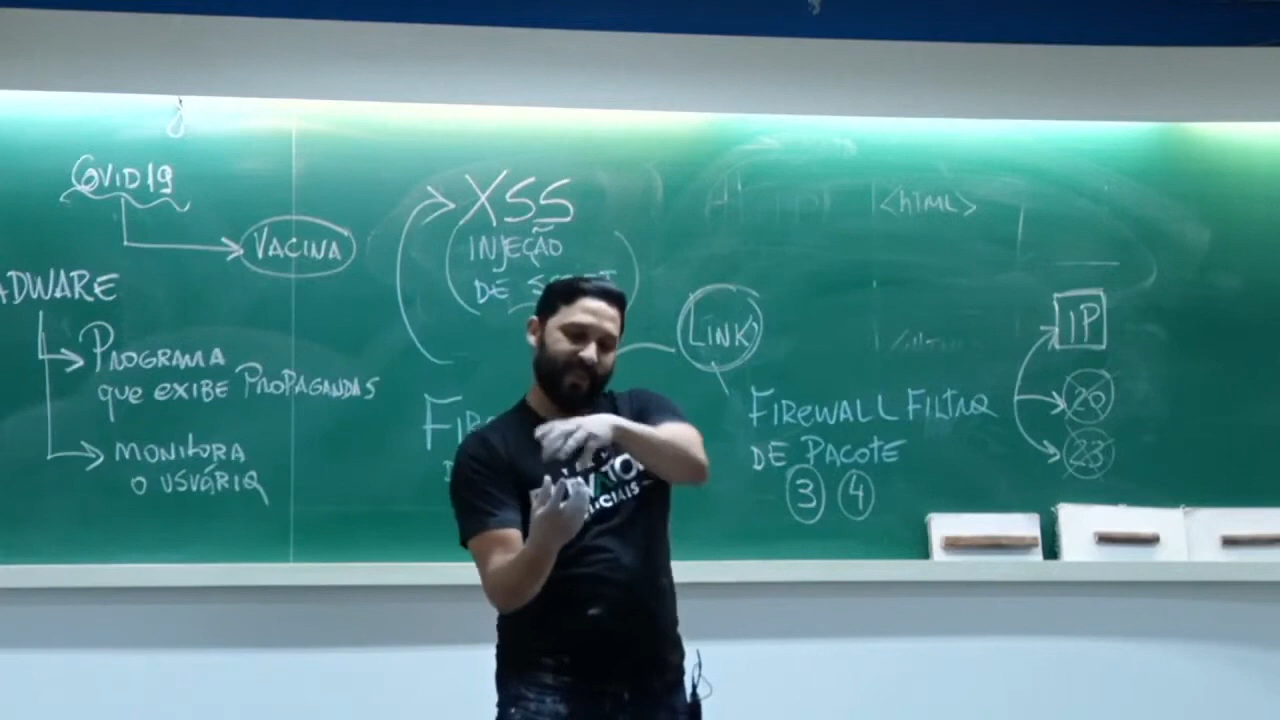 COVID19
VACINA
ADWARE
PROGRAMA
QUE EXIBE PROPAGANDAS
MONITORA
O USUÁRIO
XSS
INJEÇÃO
DE
LINK
<HTML>
FIREWALL FILTRO
DE PACOTE
3 4
IP
20
23